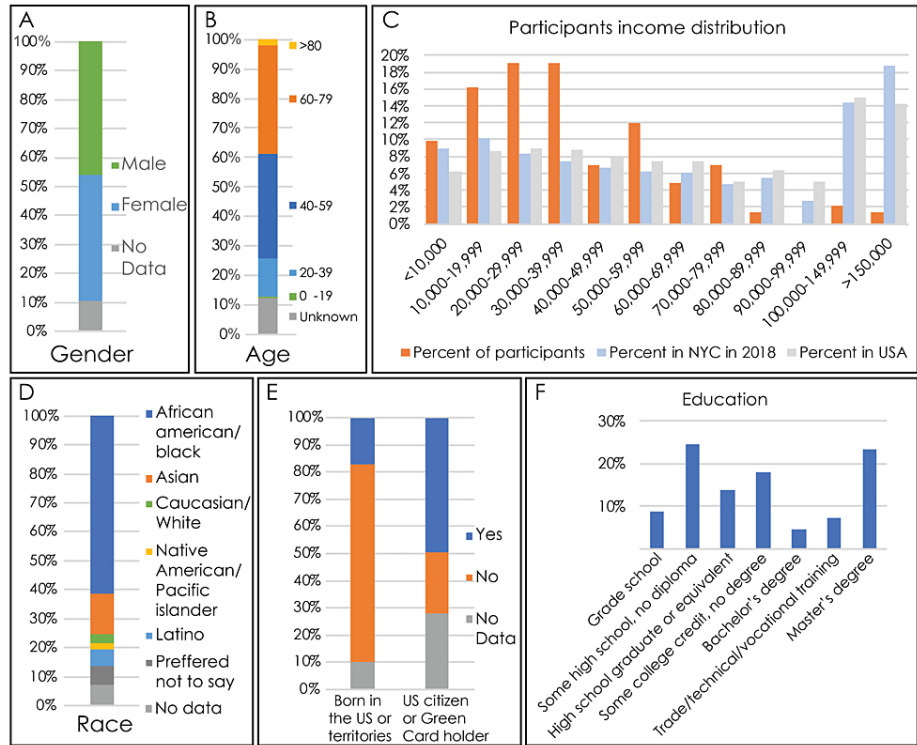 A
100%
90%
80%
70%
60%
50%
40%
30%
20%
10%
0%
Male
Female
No
Data
Gender
B
100%
90%
80%
70%
60%
50%
40%
30%
20%
10%
0%
>80
60-79
40-59
20-39
0 -19
Unknown
Age
C
Participants income distribution
20%
18%
16%
14%
12%
10%
8%
6%
4%
2%
0%
<10,000
10,000-19,999
20,000-29,999
30,000-39,999
40,000-49,999
50,000-59,999
60,000-69,999
70,000-79,999
80,000-89,999
90,000-99,999
100,000-149,999
>150,000
Percent of participants
Percent in NYC in 2018
Percent in USA
D
100%
90%
80%
70%
60%
50%
40%
30%
20%
10%
0%
African
american/
black
Asian
Caucasian/
White
Native
American/
Pacific
islander
Latino
Preffered
not to say
No data
Race
E
100%
90%
80%
70%
60%
50%
40%
30%
20%
10%
0%
Yes
No
No
Data
Born in
the US or
territories
US citizen
or Green
Card holder
F
Education
30%
20%
10%
Grade school
Some high school, no diploma
High school graduate or equivalent
Some college credit, no degree
Bachelor's degree
Trade/technical/vocational training
Master's degree